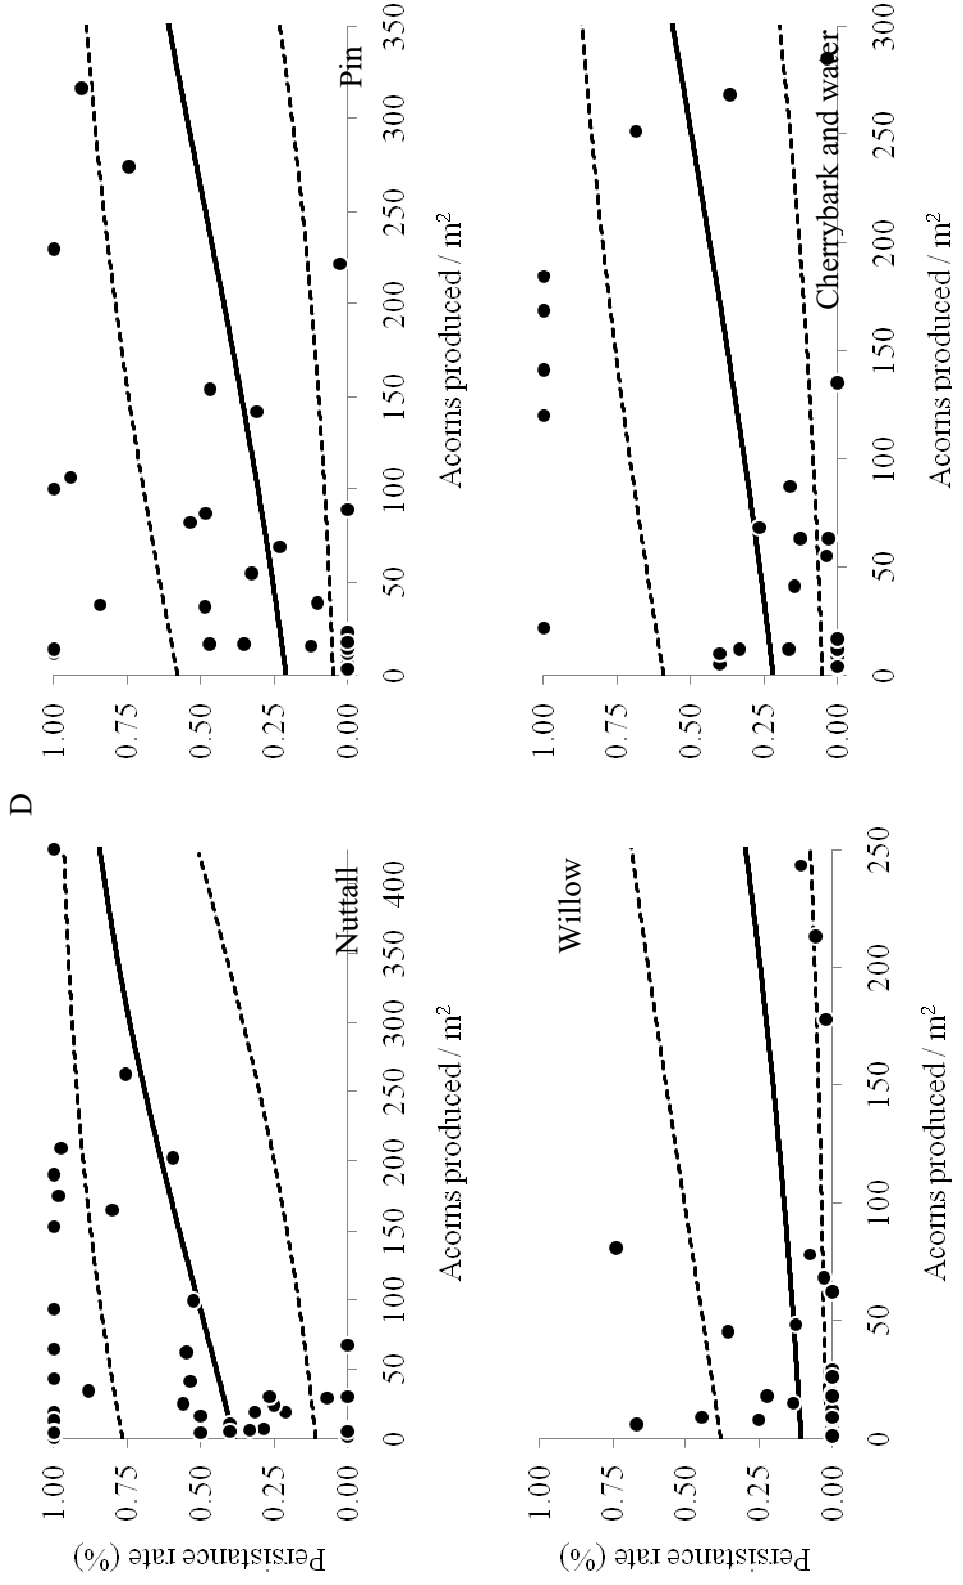 D
Persistance rate (%)
1.00
0.75
0.50
0.25
0.00
Nuttall
0 50 100 150 200 250 300 350 400
Acorns produced / m²
1.00
0.75
0.50
0.25
0.00
Pin
0 50 100 150 200 250 300 350
Acorns produced / m²
Persistance rate (%)
1.00
0.75
0.50
0.25
0.00
Willow
0 50 100 150 200 250
Acorns produced / m²
1.00
0.75
0.50
0.25
0.00
Cherrybark and water
0 50 100 150 200 250 300
Acorns produced / m²